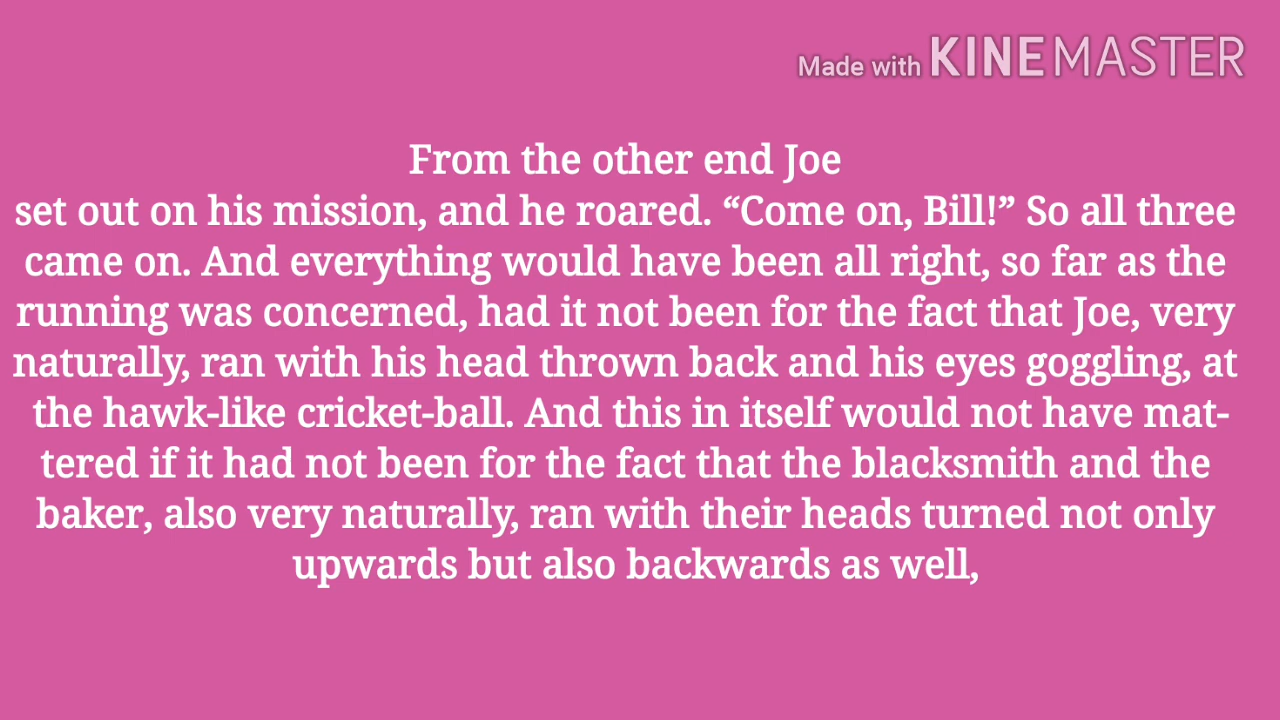 Made with KINEMASTER
From the other end Joe
set out on his mission, and he roared. “Come on, Bill!” So all three
came on. And everything would have been all right, so far as the
running was concerned, had it not been for the fact that Joe, very
naturally, ran with his head thrown back and his eyes goggling, at
the hawk-like cricket-ball. And this in itself would not have mat-
tered if it had not been for the fact that the blacksmith and the
baker, also very naturally, ran with their heads turned not only
upwards but also backwards as well,